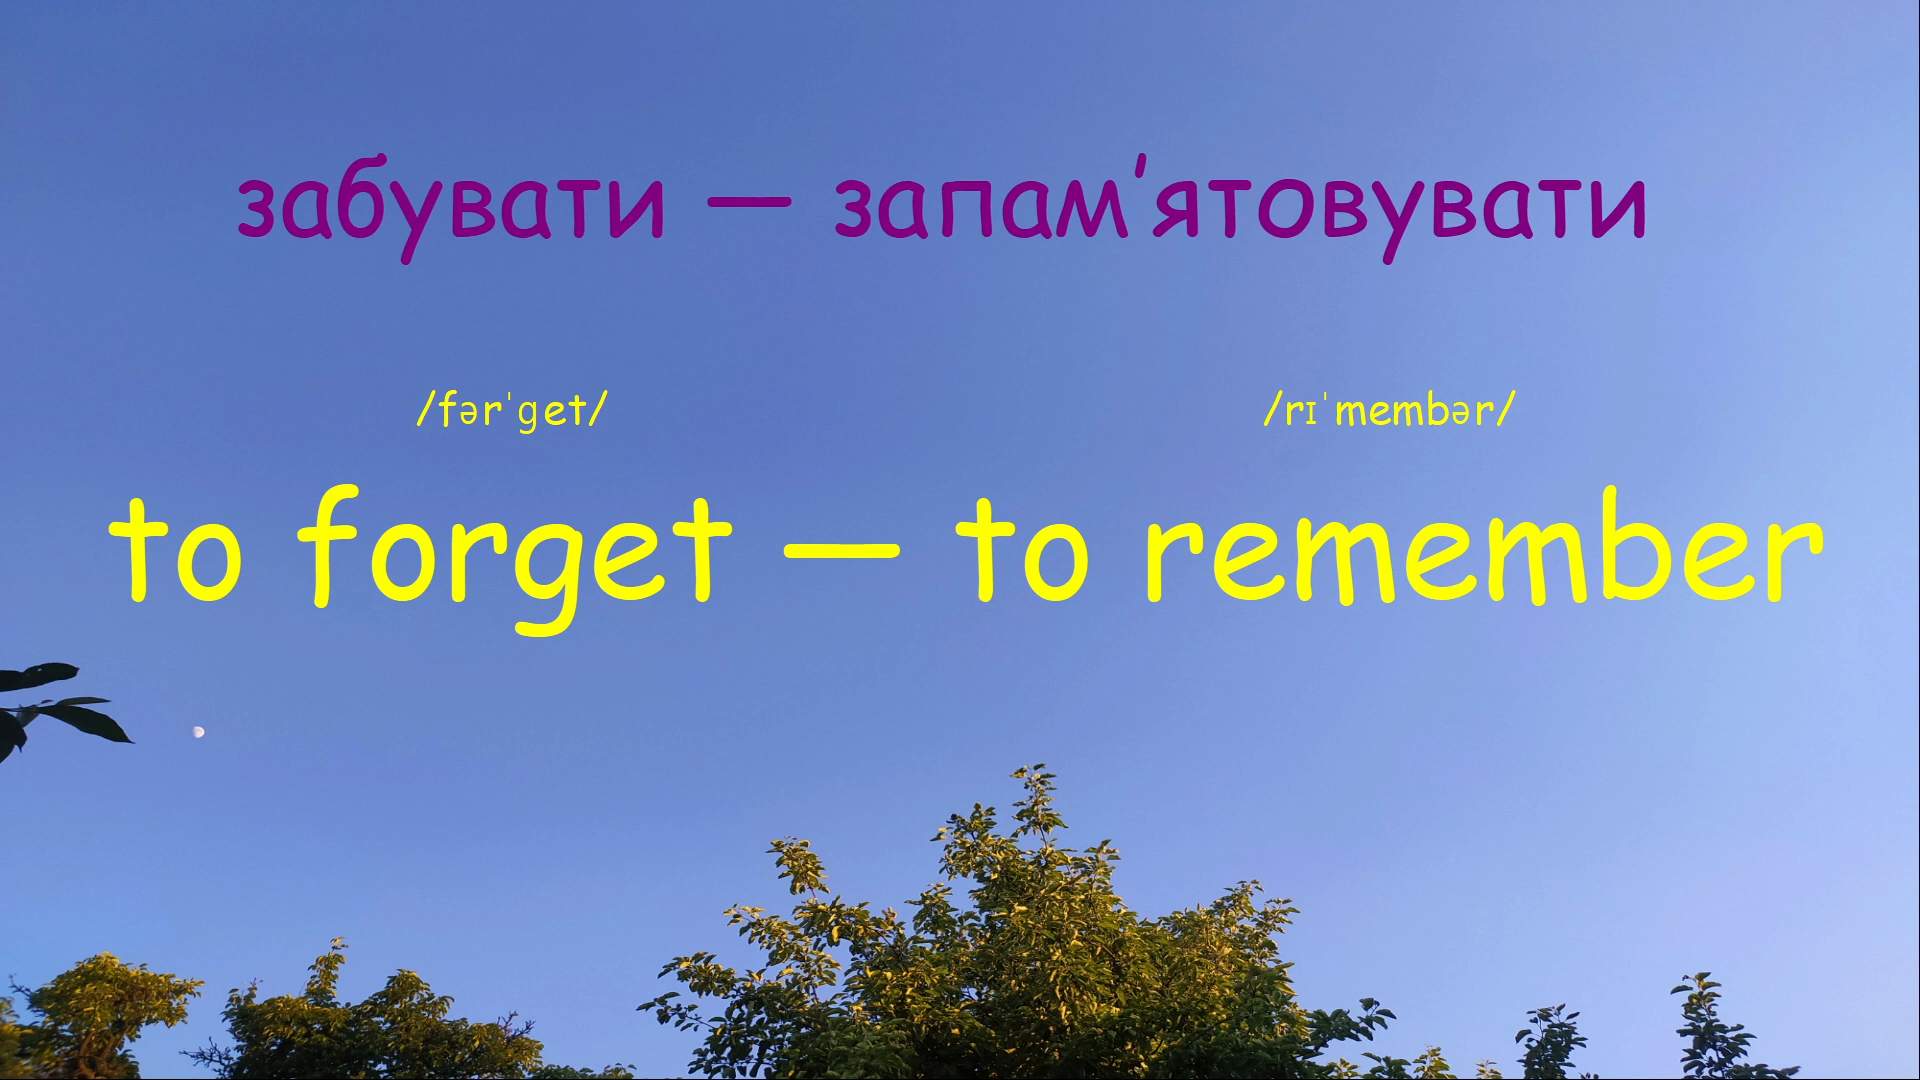 забувати — запам'ятовувати
/fərˈget/ /rɪˈmembər/
to forget — to remember